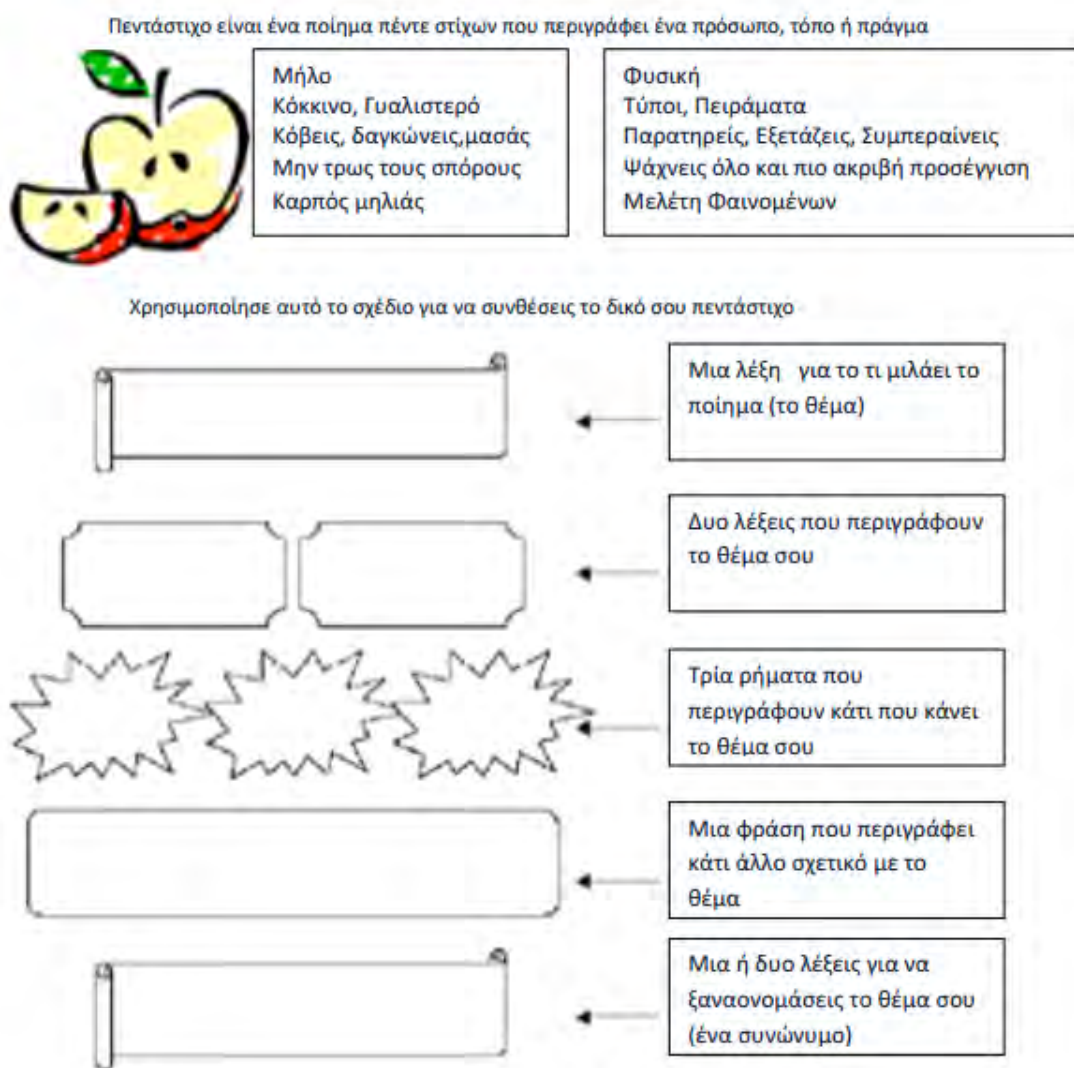 Πεντάστιχο είναι ένα ποίημα πέντε στίχων που περιγράφει ένα πρόσωπο, τόπο ή πράγμα
Μήλο
Κόκκινο, Γυαλιστερό
Κόβεις, δαγκώνεις,μασάς
Μην τρως τους σπόρους
Καρπός μηλιάς
Φυσική
Τύποι, Πειράματα
Παρατηρείς, Εξετάζεις, Συμπεραίνεις
Ψάχνεις όλο και πιο ακριβή προσέγγιση
Μελέτη Φαινομένων
Χρησιμοποίησε αυτό το σχέδιο για να συνθέσεις το δικό σου πεντάστιχο
Μια λέξη για το τι μιλάει το
ποίημα (το θέμα)
Δυο λέξεις που περιγράφουν
το θέμα σου
Τρία ρήματα που
περιγράφουν κάτι που κάνει
το θέμα σου
Μια φράση που περιγράφει
κάτι άλλο σχετικό με το
θέμα
Μια ή δυο λέξεις για να
ξαναονομάσεις το θέμα σου
(ένα συνώνυμο)